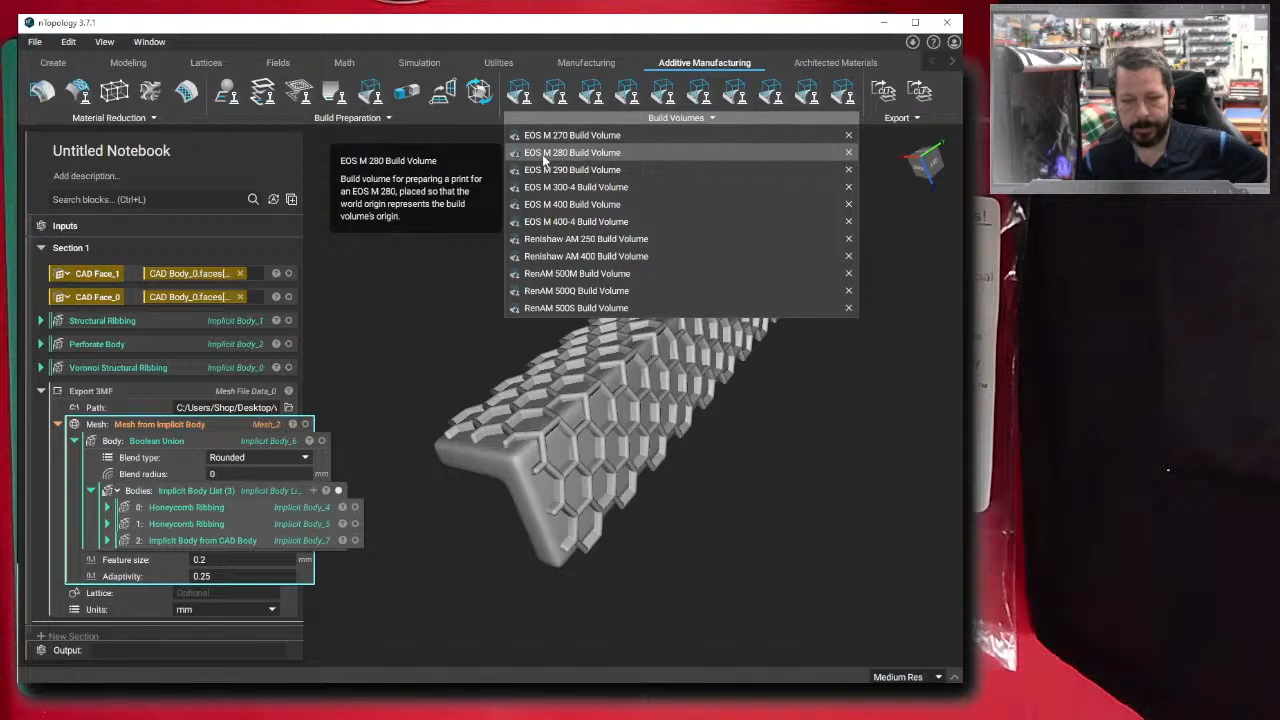 nTopology 3.7.1
File Edit View Window
Create Modeling Lattices Fields Math Simulation Utilities Manufacturing Additive Manufacturing Architected Materials
Material Reduction Build Preparation Build Volumes Export
Untitled Notebook
Add description...
Search blocks... (Ctrl+L)
Inputs
Section 1
CAD Face_1 CAD Body_0.faces[...
CAD Face_0 CAD Body_0.faces[...
Structural Ribbing Implicit Body_1
Perforate Body Implicit Body_2
Voronoi Structural Ribbing Implicit Body_0
Export 3MF Mesh File Data_0
Path: C:/Users/Shop/Desktop/\
Mesh: Mesh from Implicit Body Mesh_2
Body: Boolean Union Implicit Body_6
Blend type: Rounded
Blend radius: 0 mm
Bodies: Implicit Body List (3) Implicit Body Li...
0: Honeycomb Ribbing Implicit Body_4
1: Honeycomb Ribbing Implicit Body_5
2: Implicit Body from CAD Body Implicit Body_7
Feature size: 0.2 mm
Adaptivity: 0.25
Lattice: Optional
Units: mm
New Section
Output:
EOS M 280 Build Volume
Build volume for preparing a print for
an EOS M 280, placed so that the
world origin represents the build
volume's origin.
EOS M 270 Build Volume
EOS M 280 Build Volume
EOS M 290 Build Volume
EOS M 300-4 Build Volume
EOS M 400 Build Volume
EOS M 400-4 Build Volume
Renishaw AM 250 Build Volume
Renishaw AM 400 Build Volume
RenAM 500M Build Volume
RenAM 500Q Build Volume
RenAM 500S Build Volume
Medium Res